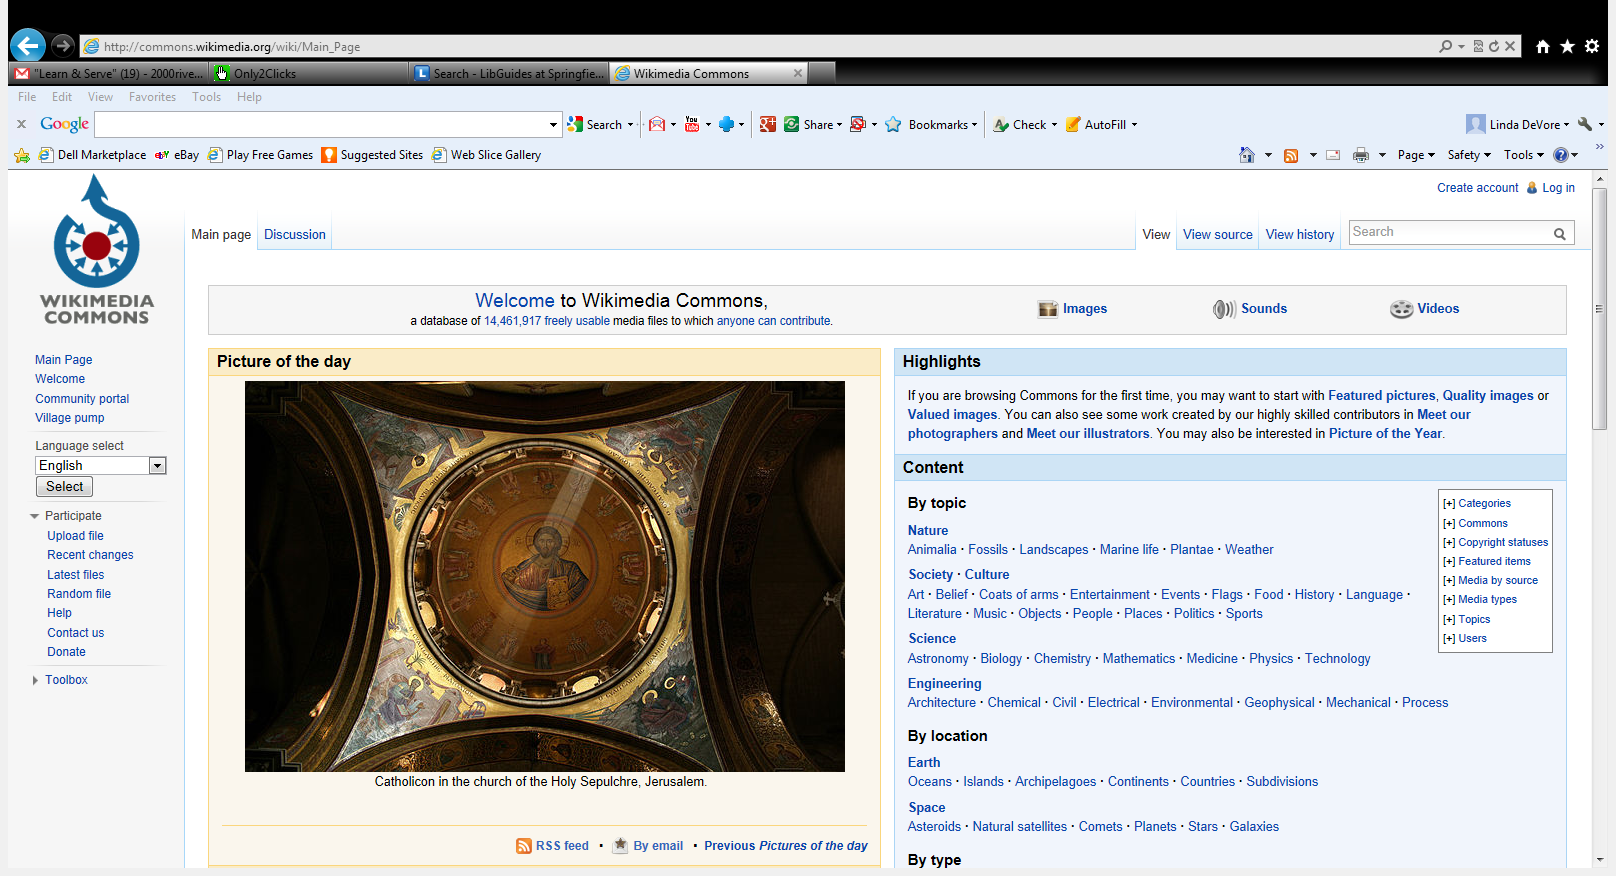 http://commons.wikimedia.org/wiki/Main_Page
"Learn & Serve" (19) - 2000rive...
Only2Clicks
Search - LibGuides at Springfie...
Wikimedia Commons
File Edit View Favorites Tools Help
x Google Search You Tube Share Bookmarks Check AutoFill Linda DeVore
Dell Marketplace eBay Play Free Games Suggested Sites Web Slice Gallery Page Safety Tools
Create account Log in
WIKIMEDIA
COMMONS
Main page Discussion View View source View history Search
Welcome to Wikimedia Commons,
a database of 14,461,917 freely usable media files to which anyone can contribute.
Images Sounds Videos
Main Page
Welcome
Community portal
Village pump
Language select
English
Select
Participate
Upload file
Recent changes
Latest files
Random file
Help
Contact us
Donate
Toolbox
Picture of the day
Catholicon in the church of the Holy Sepulchre, Jerusalem.
RSS feed · By email · Previous Pictures of the day
Highlights
If you are browsing Commons for the first time, you may want to start with Featured pictures, Quality images or
Valued images. You can also see some work created by our highly skilled contributors in Meet our
photographers and Meet our illustrators. You may also be interested in Picture of the Year.
Content
By topic
Nature
Animalia · Fossils · Landscapes · Marine life · Plantae · Weather
Society · Culture
Art · Belief · Coats of arms · Entertainment · Events · Flags · Food · History · Language ·
Literature · Music · Objects · People · Places · Politics · Sports
Science
Astronomy · Biology · Chemistry · Mathematics · Medicine · Physics · Technology
Engineering
Architecture · Chemical · Civil · Electrical · Environmental · Geophysical · Mechanical · Process
By location
Earth
Oceans · Islands · Archipelagoes · Continents · Countries · Subdivisions
Space
Asteroids · Natural satellites · Comets · Planets · Stars · Galaxies
By type
[+] Categories
[+] Commons
[+] Copyright statuses
[+] Featured items
[+] Media by source
[+] Media types
[+] Topics
[+] Users